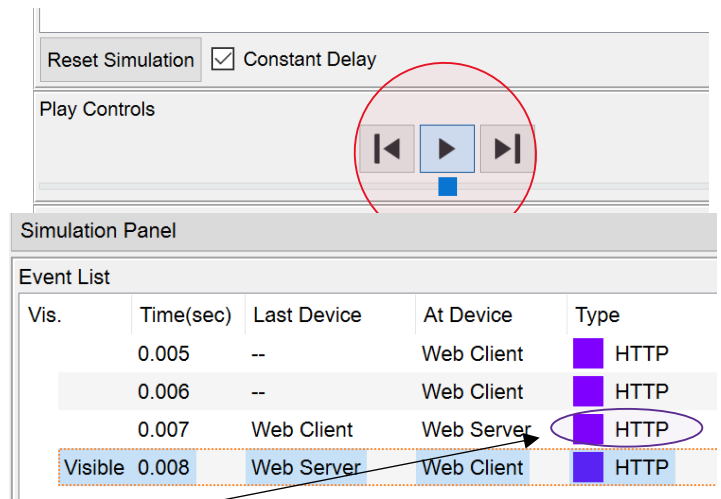 Reset Simulation Constant Delay
Play Controls
Simulation Panel
Event List
Vis. Time(sec) Last Device At Device Type
0.005 -- Web Client HTTP
0.006 -- Web Client HTTP
0.007 Web Client Web Server HTTP
Visible 0.008 Web Server Web Client HTTP